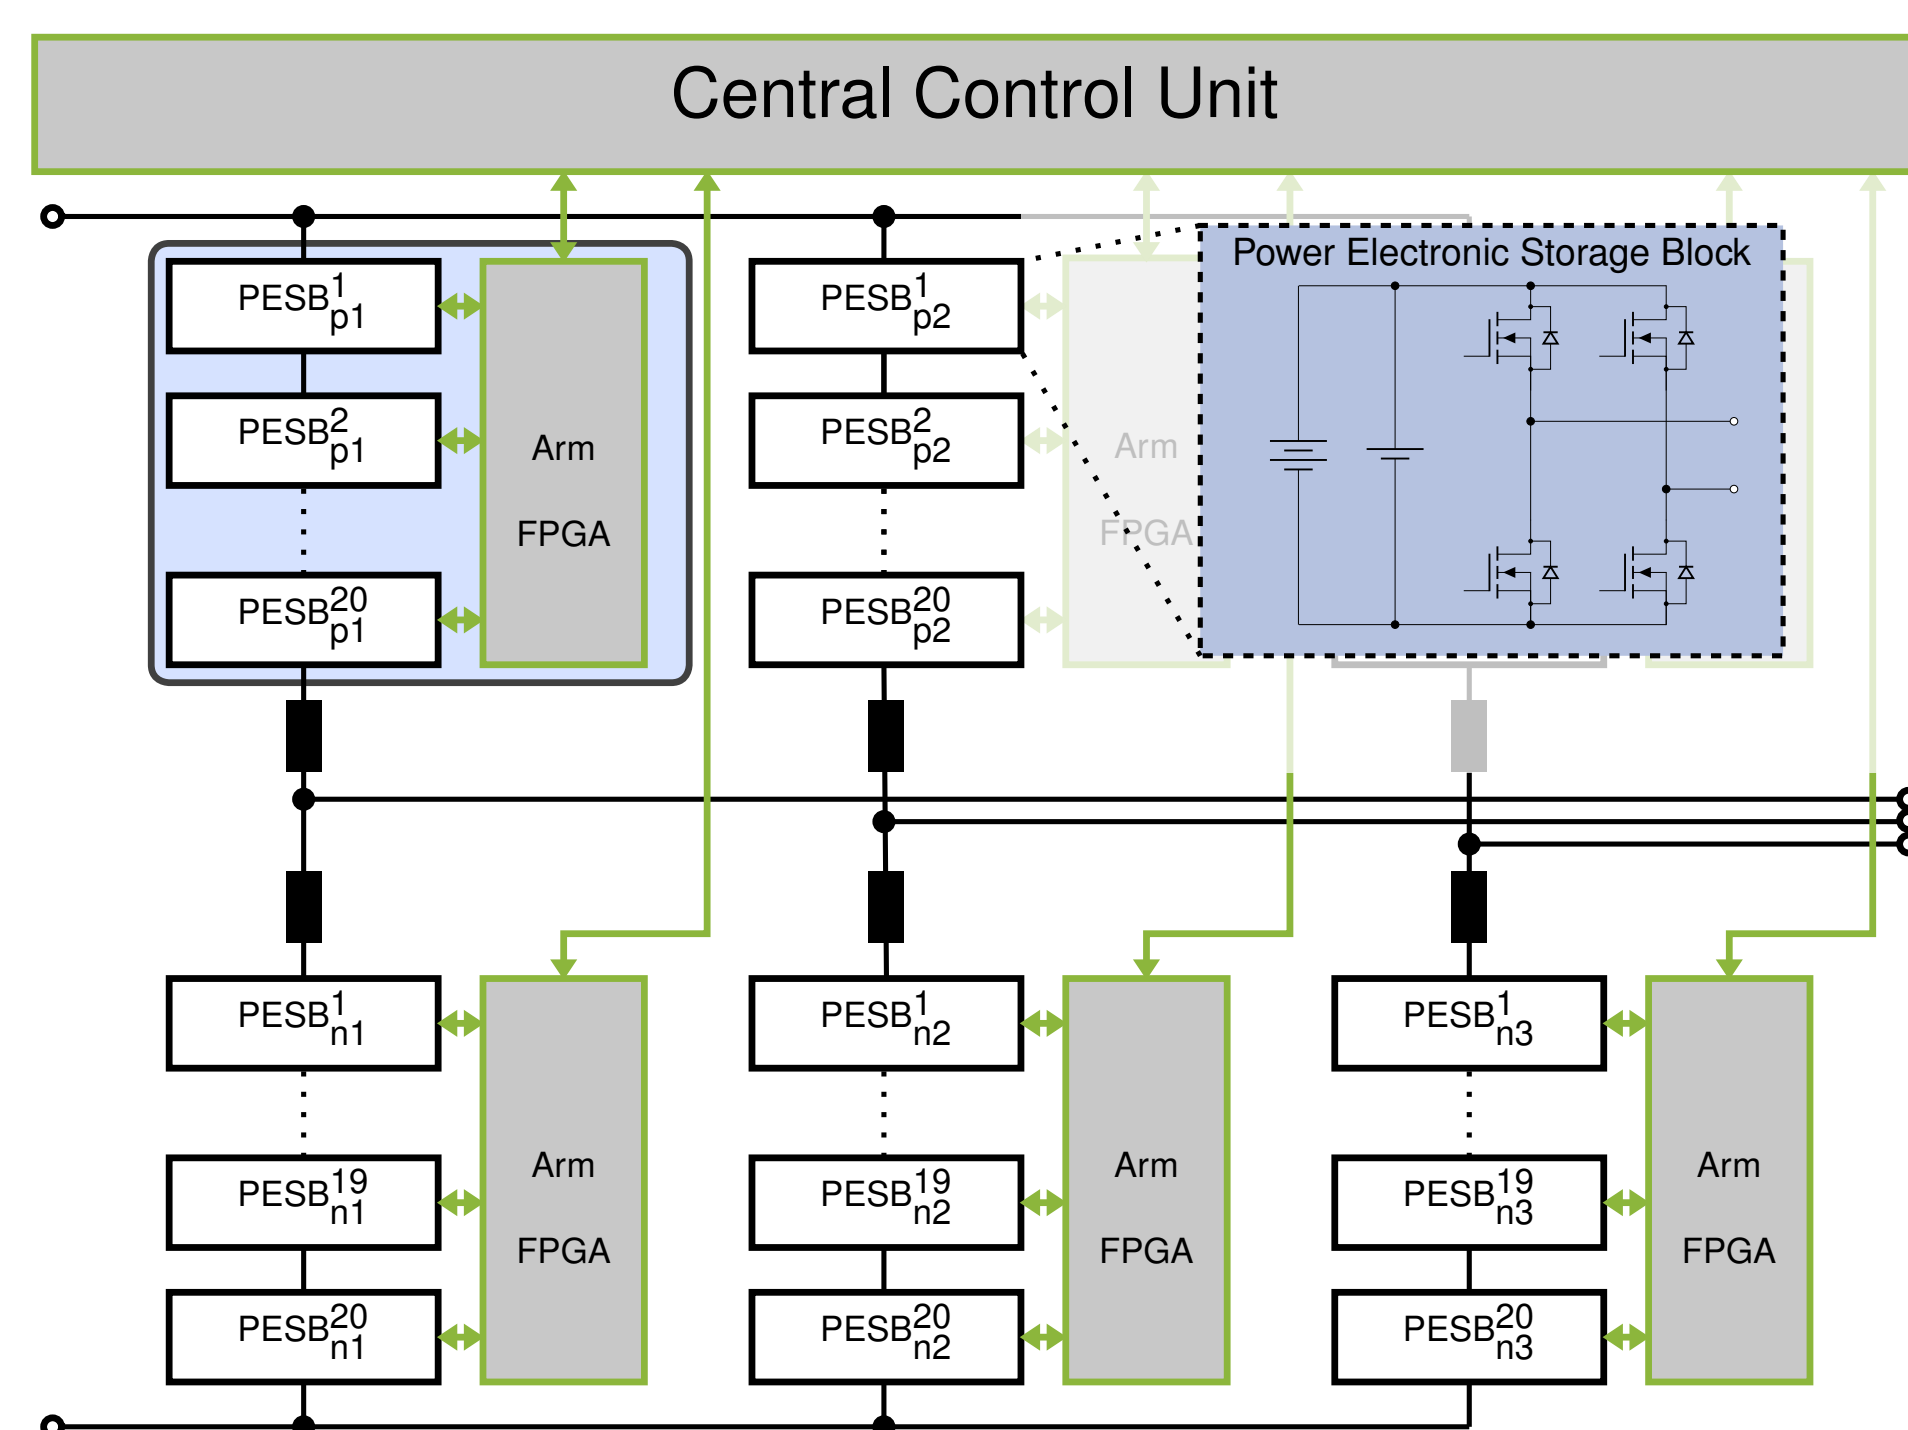 Central Control Unit
Power Electronic Storage Block
PESB¹p1
PESB²p1
PESB²⁰p1
Arm
FPGA
PESB¹p2
PESB²p2
PESB²⁰p2
Arm
FPGA
PESB¹n1
PESB¹⁹n1
PESB²⁰n1
Arm
FPGA
PESB¹n2
PESB¹⁹n2
PESB²⁰n2
Arm
FPGA
PESB¹n3
PESB¹⁹n3
PESB²⁰n3
Arm
FPGA